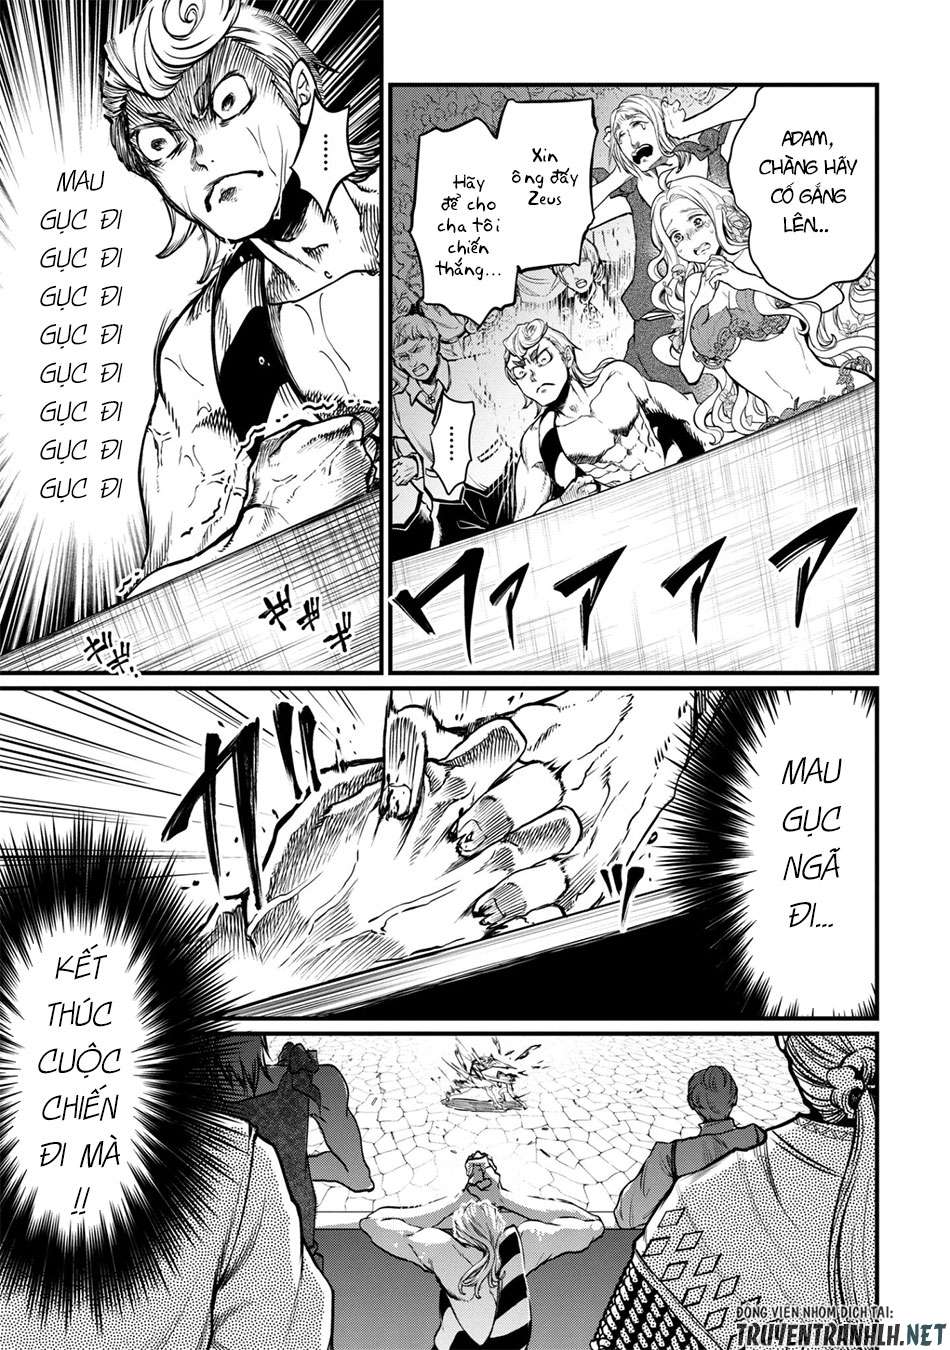 ADAM,
CHÀNG HÃY
CỐ GẮNG
LÊN...
Xin
ông đấy
Zeus
Hãy
để cho
cha tôi
chiến
thắng...
マァァァァ
MAU
GỤC ĐI
GỤC ĐI
GỤC ĐI
GỤC ĐI
GỤC ĐI
GỤC ĐI
GỤC ĐI
GỤC ĐI
MAU
GỤC
NGÃ
ĐI...
KẾT
THÚC
CUỘC
CHIẾN
ĐI MÀ
!!
ĐỘNG VIÊN NHÓM DỊCH TẠI:
TRUYENTRANHLH.NET